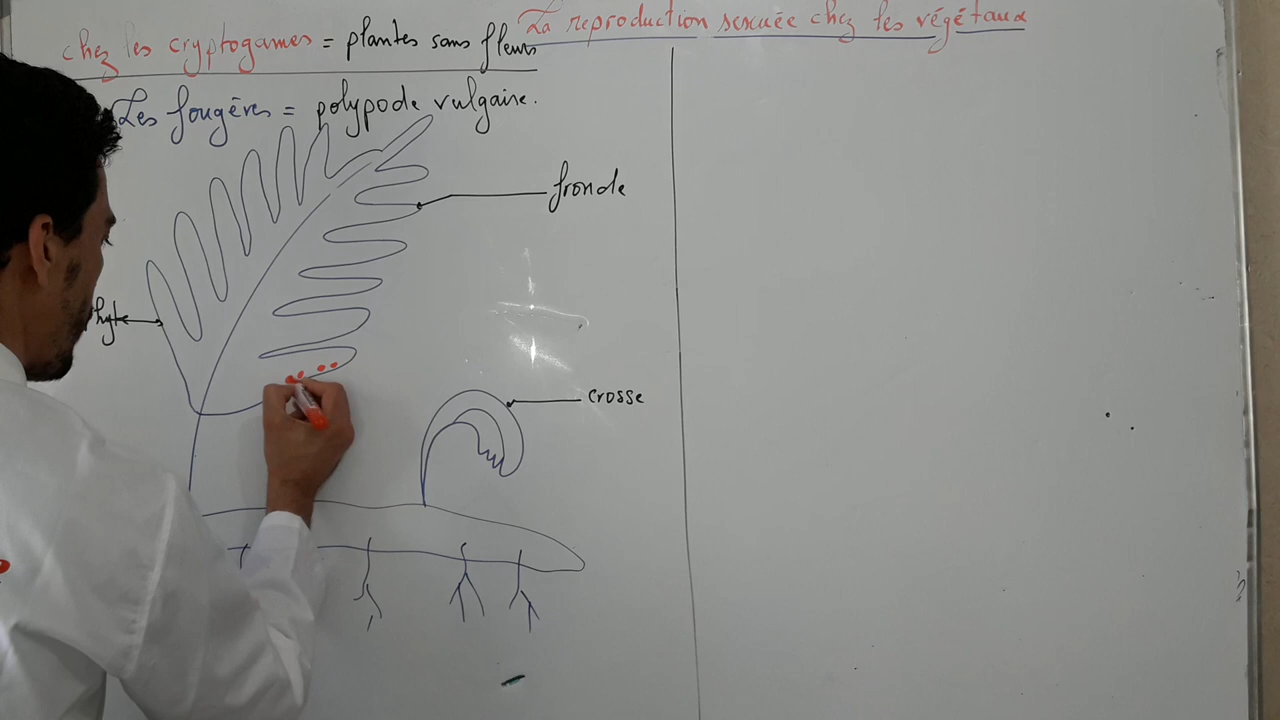 La reproduction sexuée chez les végétaux
chez les cryptogames = plantes sans fleurs
Les fougères = polypode vulgaire.
fronde
crosse